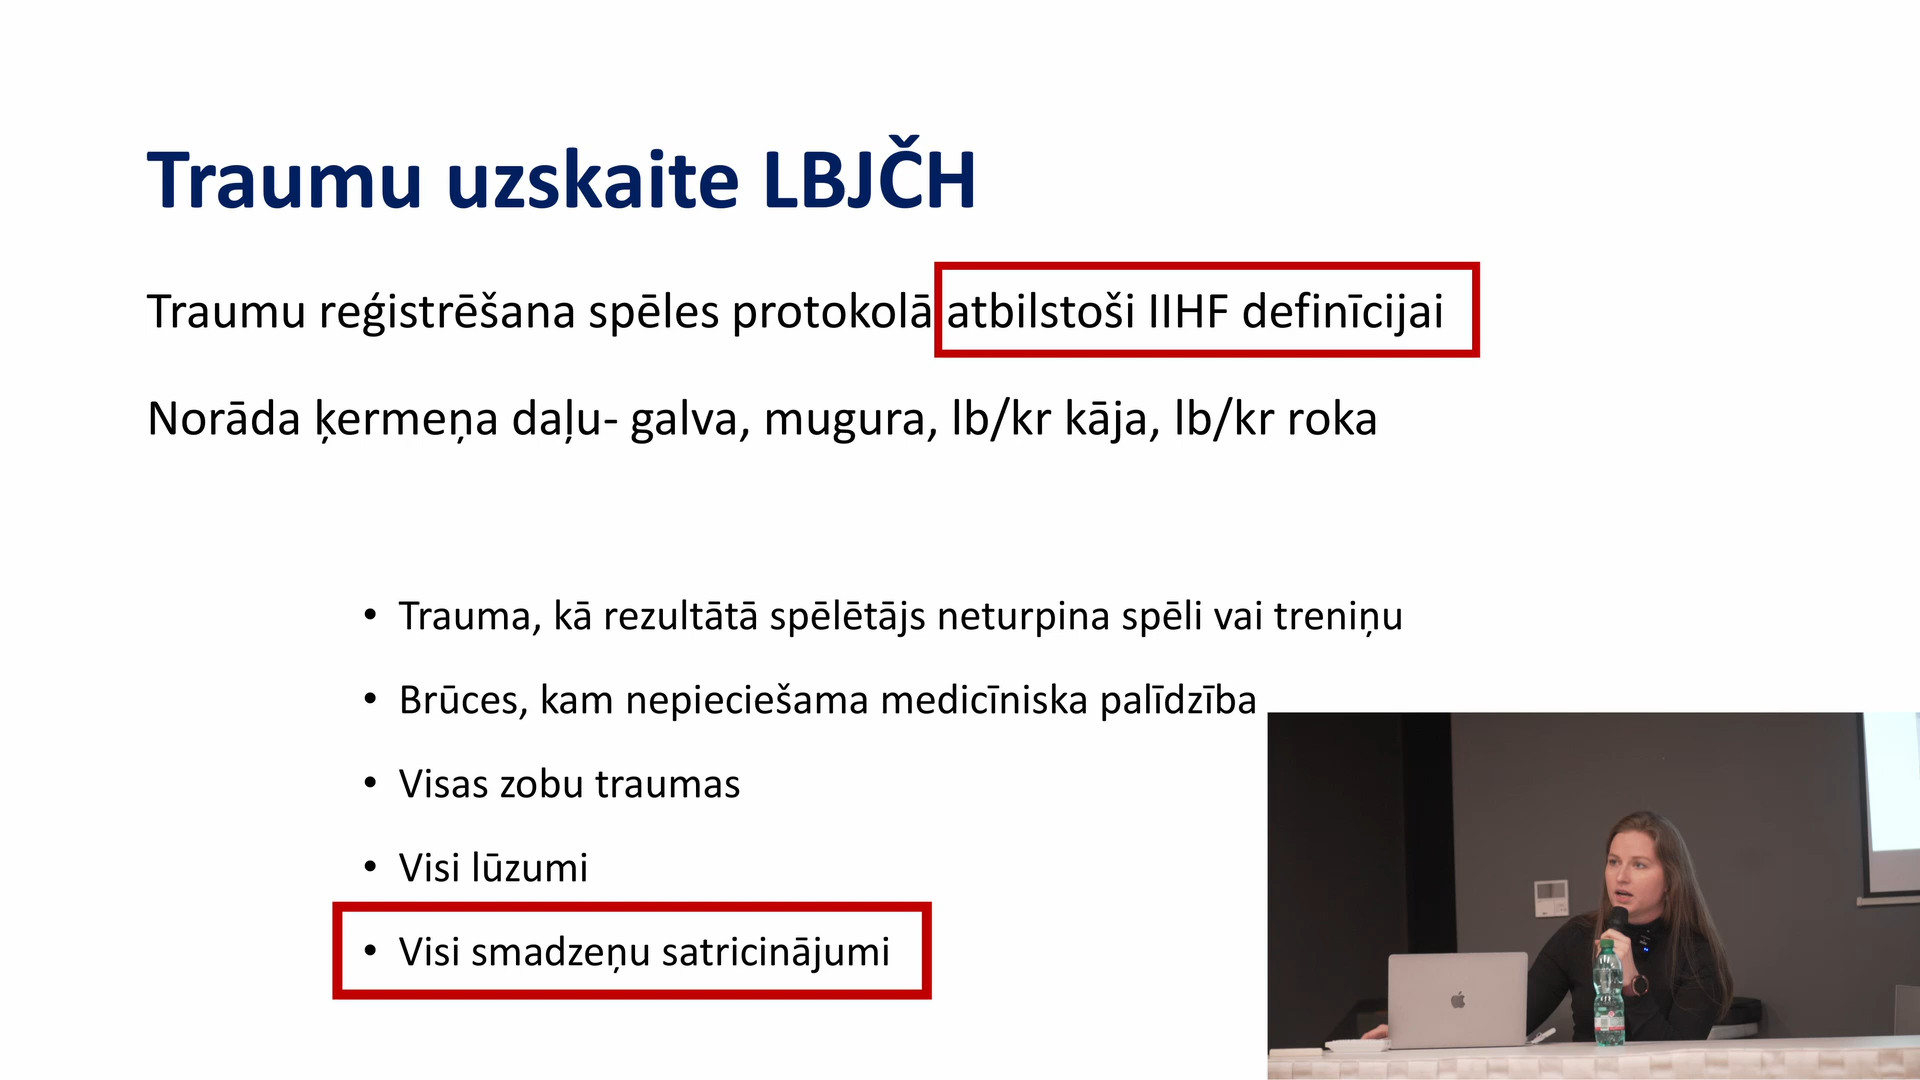 Traumu uzskaite LBJČH
Traumu reģistrēšana spēles protokolā atbilstoši IIHF definīcijai
Norāda ķermeņa daļu- galva, mugura, lb/kr kāja, lb/kr roka
• Trauma, kā rezultātā spēlētājs neturpina spēli vai treniņu
• Brūces, kam nepieciešama medicīniska palīdzība
• Visas zobu traumas
• Visi lūzumi
• Visi smadzeņu satricinājumi